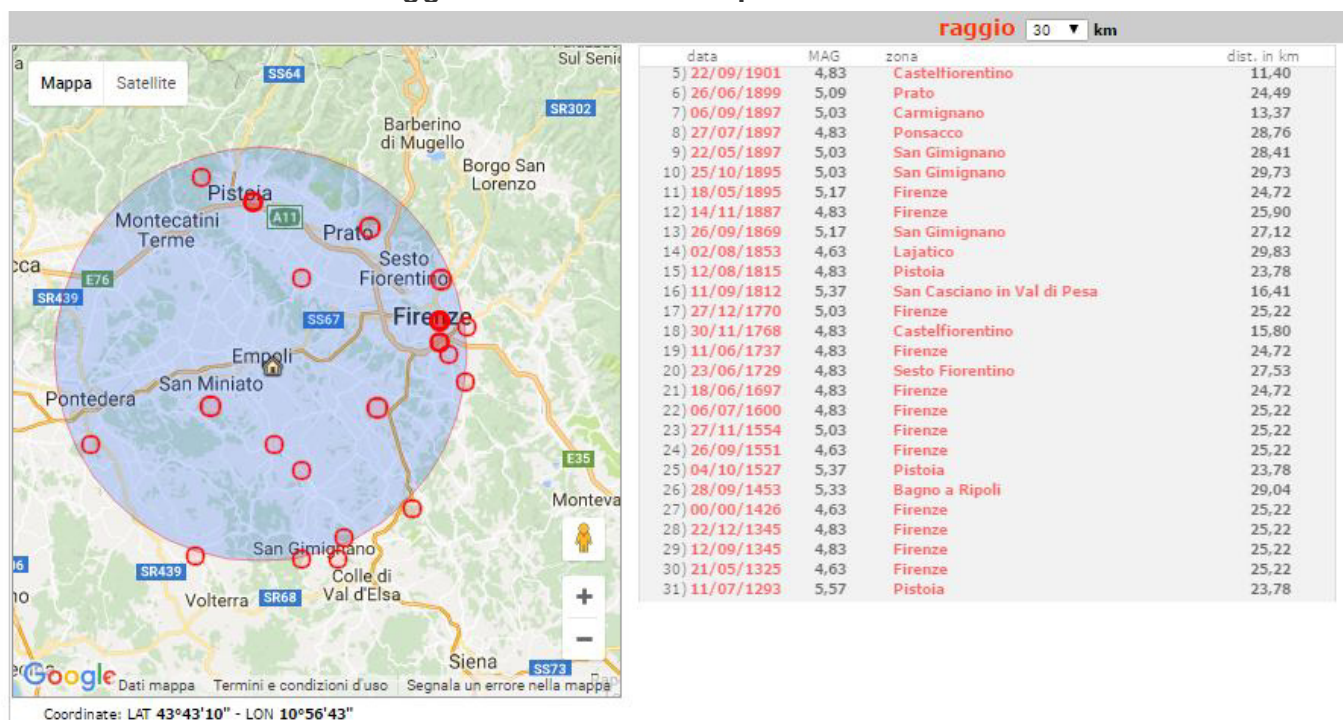 raggio 30 km
Mappa Satellite
SS64
Sul
SR302
Barberino
di Mugello
Borgo San
Lorenzo
Pistoia
Montecatini
Terme
A11
Prato
Sesto
Fiorentino
E76
SR439
SS67
Firenze
Empoli
San Miniato
Pontedera
E35
San Gimignano
SR439
Colle di
Val d'Elsa
Volterra
SR68
Siena
SS73
Google
Dati mappa Termini e condizioni d'uso Segnala un errore nella mappa
Coordinate: LAT 43°43'10" - LON 10°56'43"
data MAG zona dist. in km
5) 22/09/1901 4,83 Castelfiorentino 11,40
6) 26/06/1899 5,09 Prato 24,49
7) 06/09/1897 5,03 Carmignano 13,37
8) 27/07/1897 4,83 Ponsacco 28,76
9) 22/05/1897 5,03 San Gimignano 28,41
10) 25/10/1895 5,03 San Gimignano 29,73
11) 18/05/1895 5,17 Firenze 24,72
12) 14/11/1887 4,83 Firenze 25,90
13) 26/09/1869 5,17 San Gimignano 27,12
14) 02/08/1853 4,63 Lajatico 29,83
15) 12/08/1815 4,83 Pistoia 23,78
16) 11/09/1812 5,37 San Casciano in Val di Pesa 16,41
17) 27/12/1770 5,03 Firenze 25,22
18) 30/11/1768 4,83 Castelfiorentino 15,80
19) 11/06/1737 4,83 Firenze 24,72
20) 23/06/1729 4,83 Sesto Fiorentino 27,53
21) 18/06/1697 4,83 Firenze 24,72
22) 06/07/1600 4,83 Firenze 25,22
23) 27/11/1554 5,03 Firenze 25,22
24) 26/09/1551 4,63 Firenze 25,22
25) 04/10/1527 5,37 Pistoia 23,78
26) 28/09/1453 5,33 Bagno a Ripoli 29,04
27) 00/00/1426 4,63 Firenze 25,22
28) 22/12/1345 4,83 Firenze 25,22
29) 12/09/1345 4,83 Firenze 25,22
30) 21/05/1325 4,63 Firenze 25,22
31) 11/07/1293 5,57 Pistoia 23,78